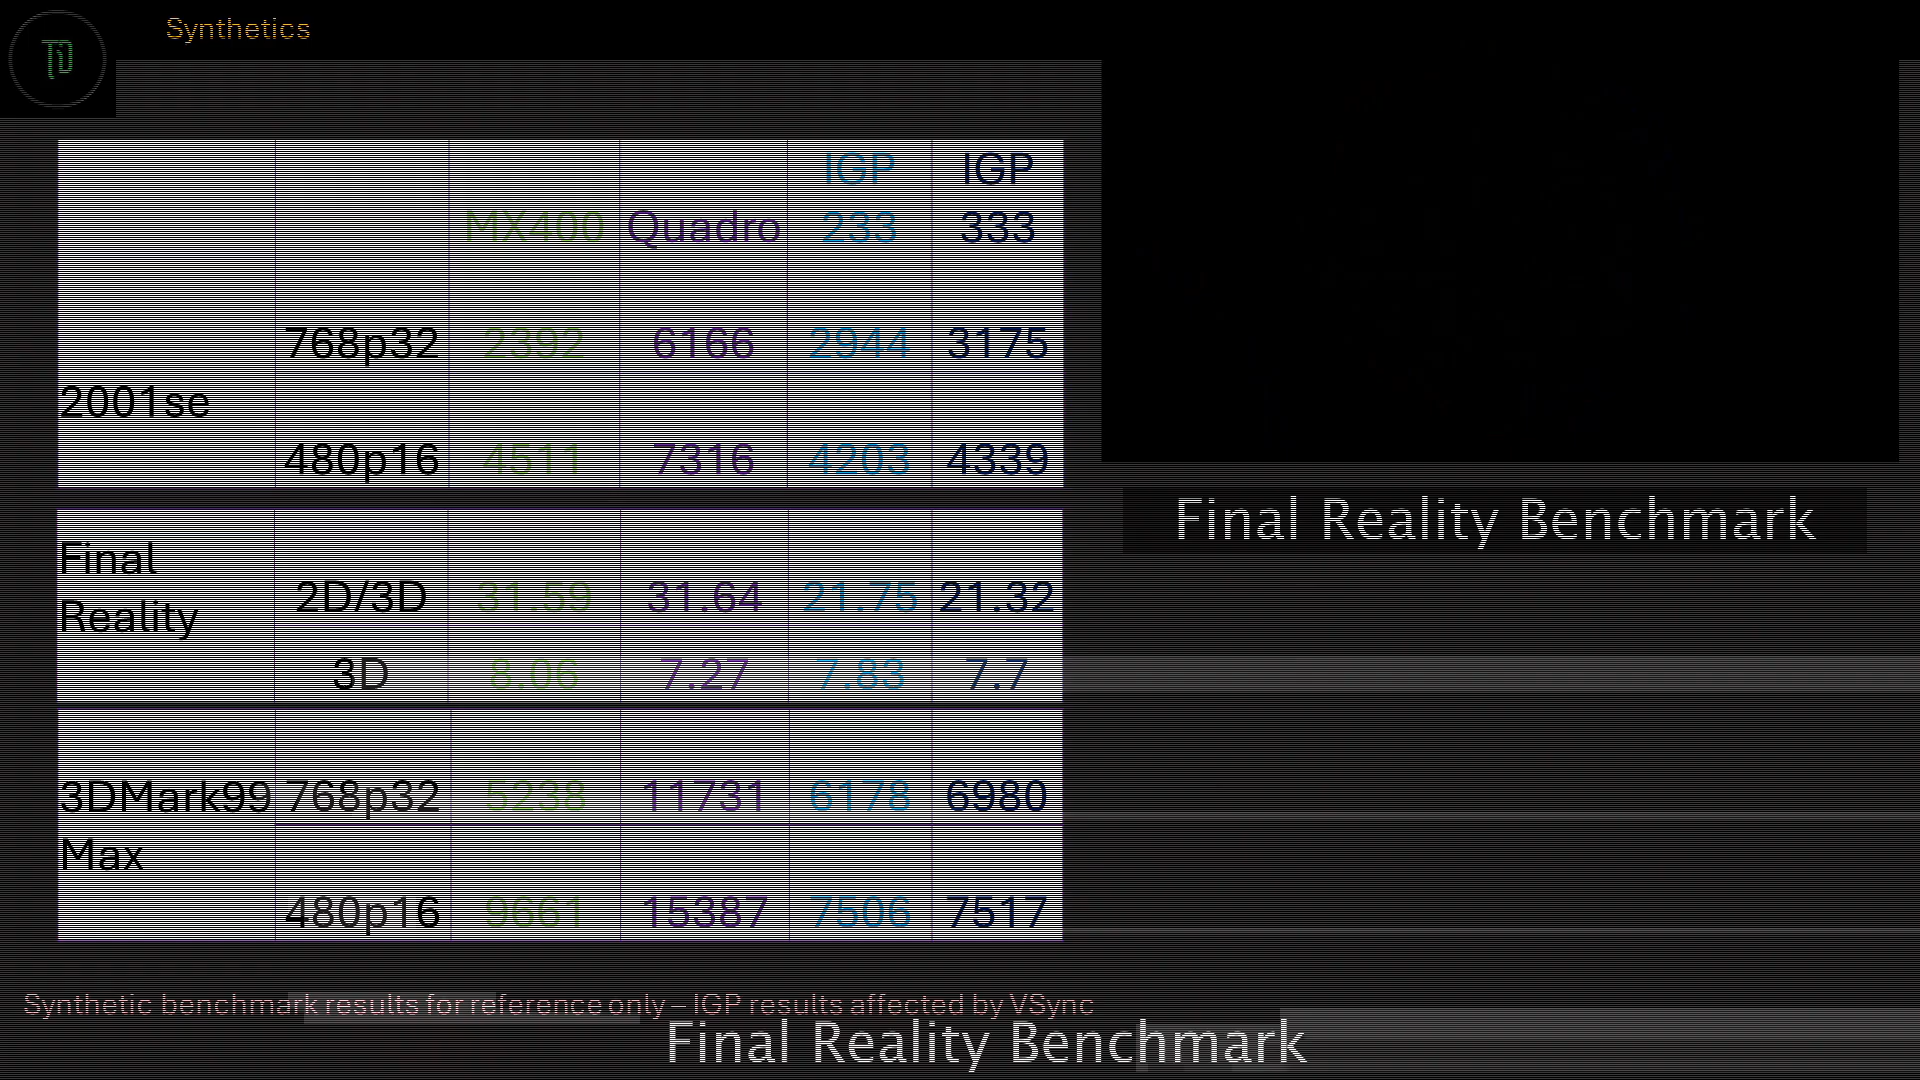 Synthetics
IGP IGP
MX400 Quadro 233 333
768p32 2392 6166 2944 3175
2001se
480p16 4511 7316 4203 4339
Final
2D/3D 31.59 31.64 21.75 21.32
Reality
3D 8.06 7.27 7.83 7.7
3DMark99 768p32 5238 11731 6178 6980
Max
480p16 9661 15387 7506 7517
Final Reality Benchmark
Synthetic benchmark results for reference only – IGP results affected by VSync
Final Reality Benchmark